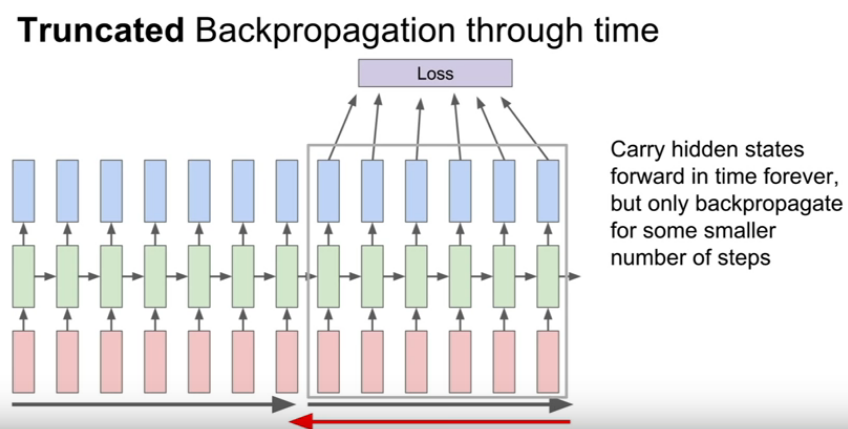 Truncated Backpropagation through time
Loss
Carry hidden states
forward in time forever,
but only backpropagate
for some smaller
number of steps